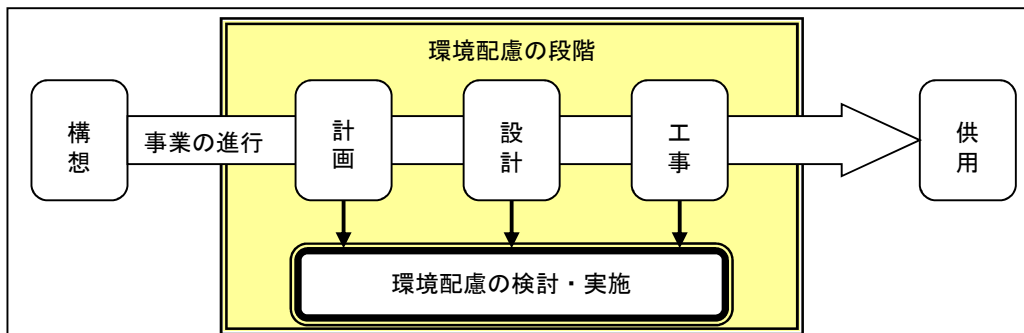 環境配慮の段階
構想
事業の進行
計画
設計
工事
供用
環境配慮の検討・実施